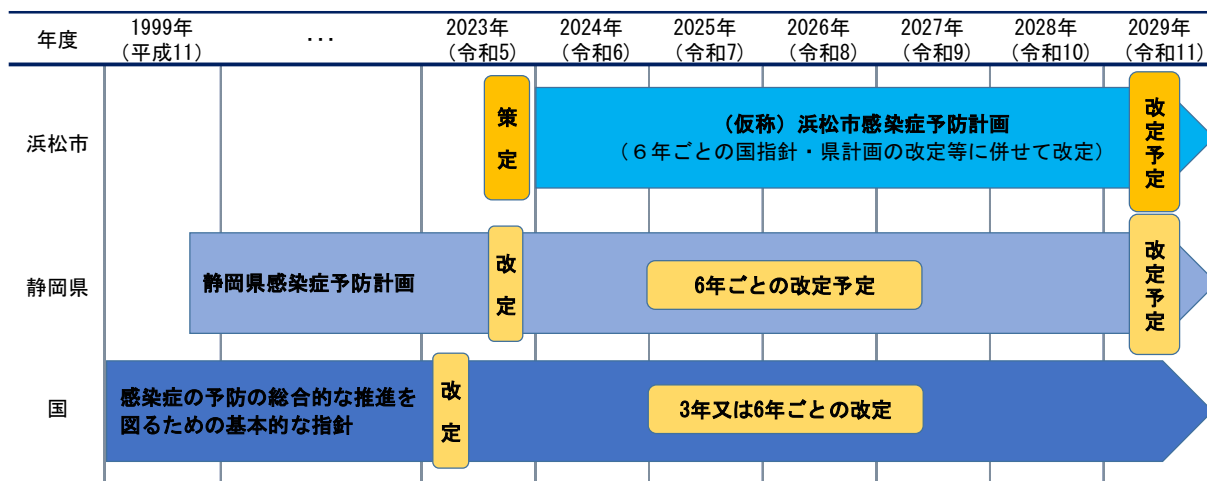 年度
1999年
（平成11）
···
2023年
（令和5）
2024年
（令和6）
2025年
（令和7）
2026年
（令和8）
2027年
（令和9）
2028年
（令和10）
2029年
（令和11）
浜松市
策定
（仮称）浜松市感染症予防計画
（６年ごとの国指針・県計画の改定等に併せて改定）
改定予定
静岡県
静岡県感染症予防計画
改定
6年ごとの改定予定
改定予定
国
感染症の予防の総合的な推進を
図るための基本的な指針
改定
3年又は6年ごとの改定